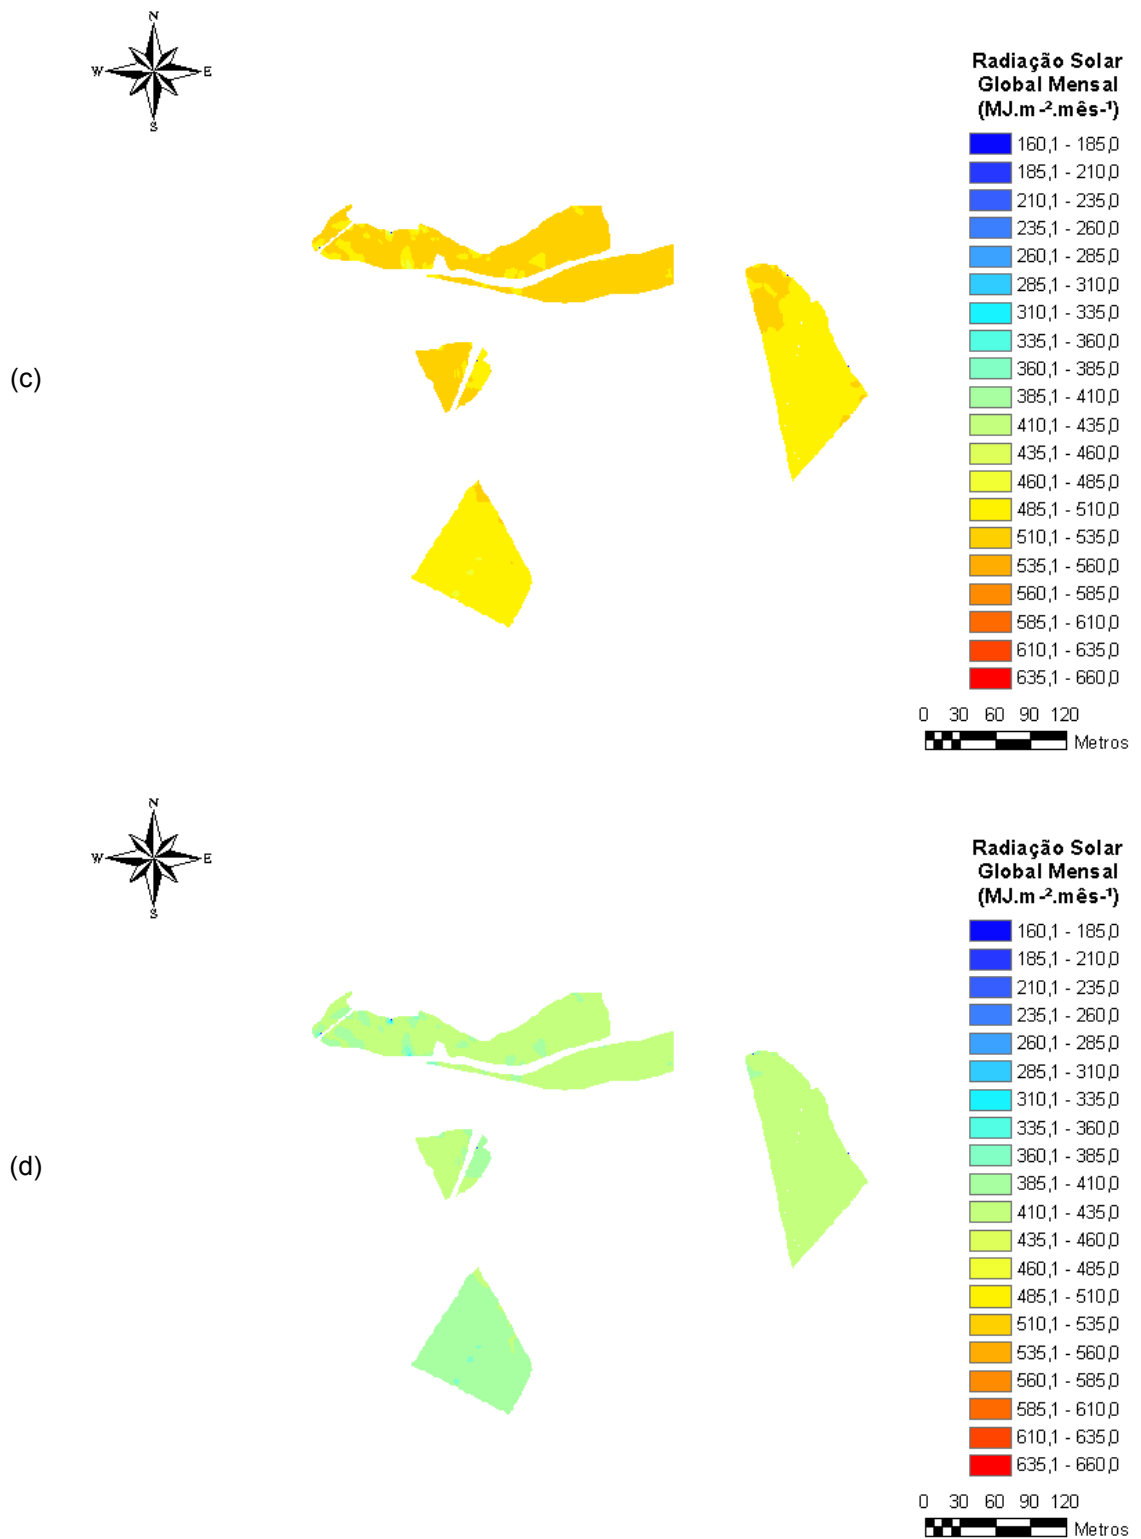 N
W E
S
Radiação Solar
Global Mensal
(MJ.m-².mês-¹)
160,1 - 185,0
185,1 - 210,0
210,1 - 235,0
235,1 - 260,0
260,1 - 285,0
285,1 - 310,0
310,1 - 335,0
335,1 - 360,0
360,1 - 385,0
385,1 - 410,0
410,1 - 435,0
435,1 - 460,0
460,1 - 485,0
485,1 - 510,0
510,1 - 535,0
535,1 - 560,0
560,1 - 585,0
585,1 - 610,0
610,1 - 635,0
635,1 - 660,0
(c)
0 30 60 90 120
Metros
N
W E
S
Radiação Solar
Global Mensal
(MJ.m-².mês-¹)
160,1 - 185,0
185,1 - 210,0
210,1 - 235,0
235,1 - 260,0
260,1 - 285,0
285,1 - 310,0
310,1 - 335,0
335,1 - 360,0
360,1 - 385,0
385,1 - 410,0
410,1 - 435,0
435,1 - 460,0
460,1 - 485,0
485,1 - 510,0
510,1 - 535,0
535,1 - 560,0
560,1 - 585,0
585,1 - 610,0
610,1 - 635,0
635,1 - 660,0
(d)
0 30 60 90 120
Metros